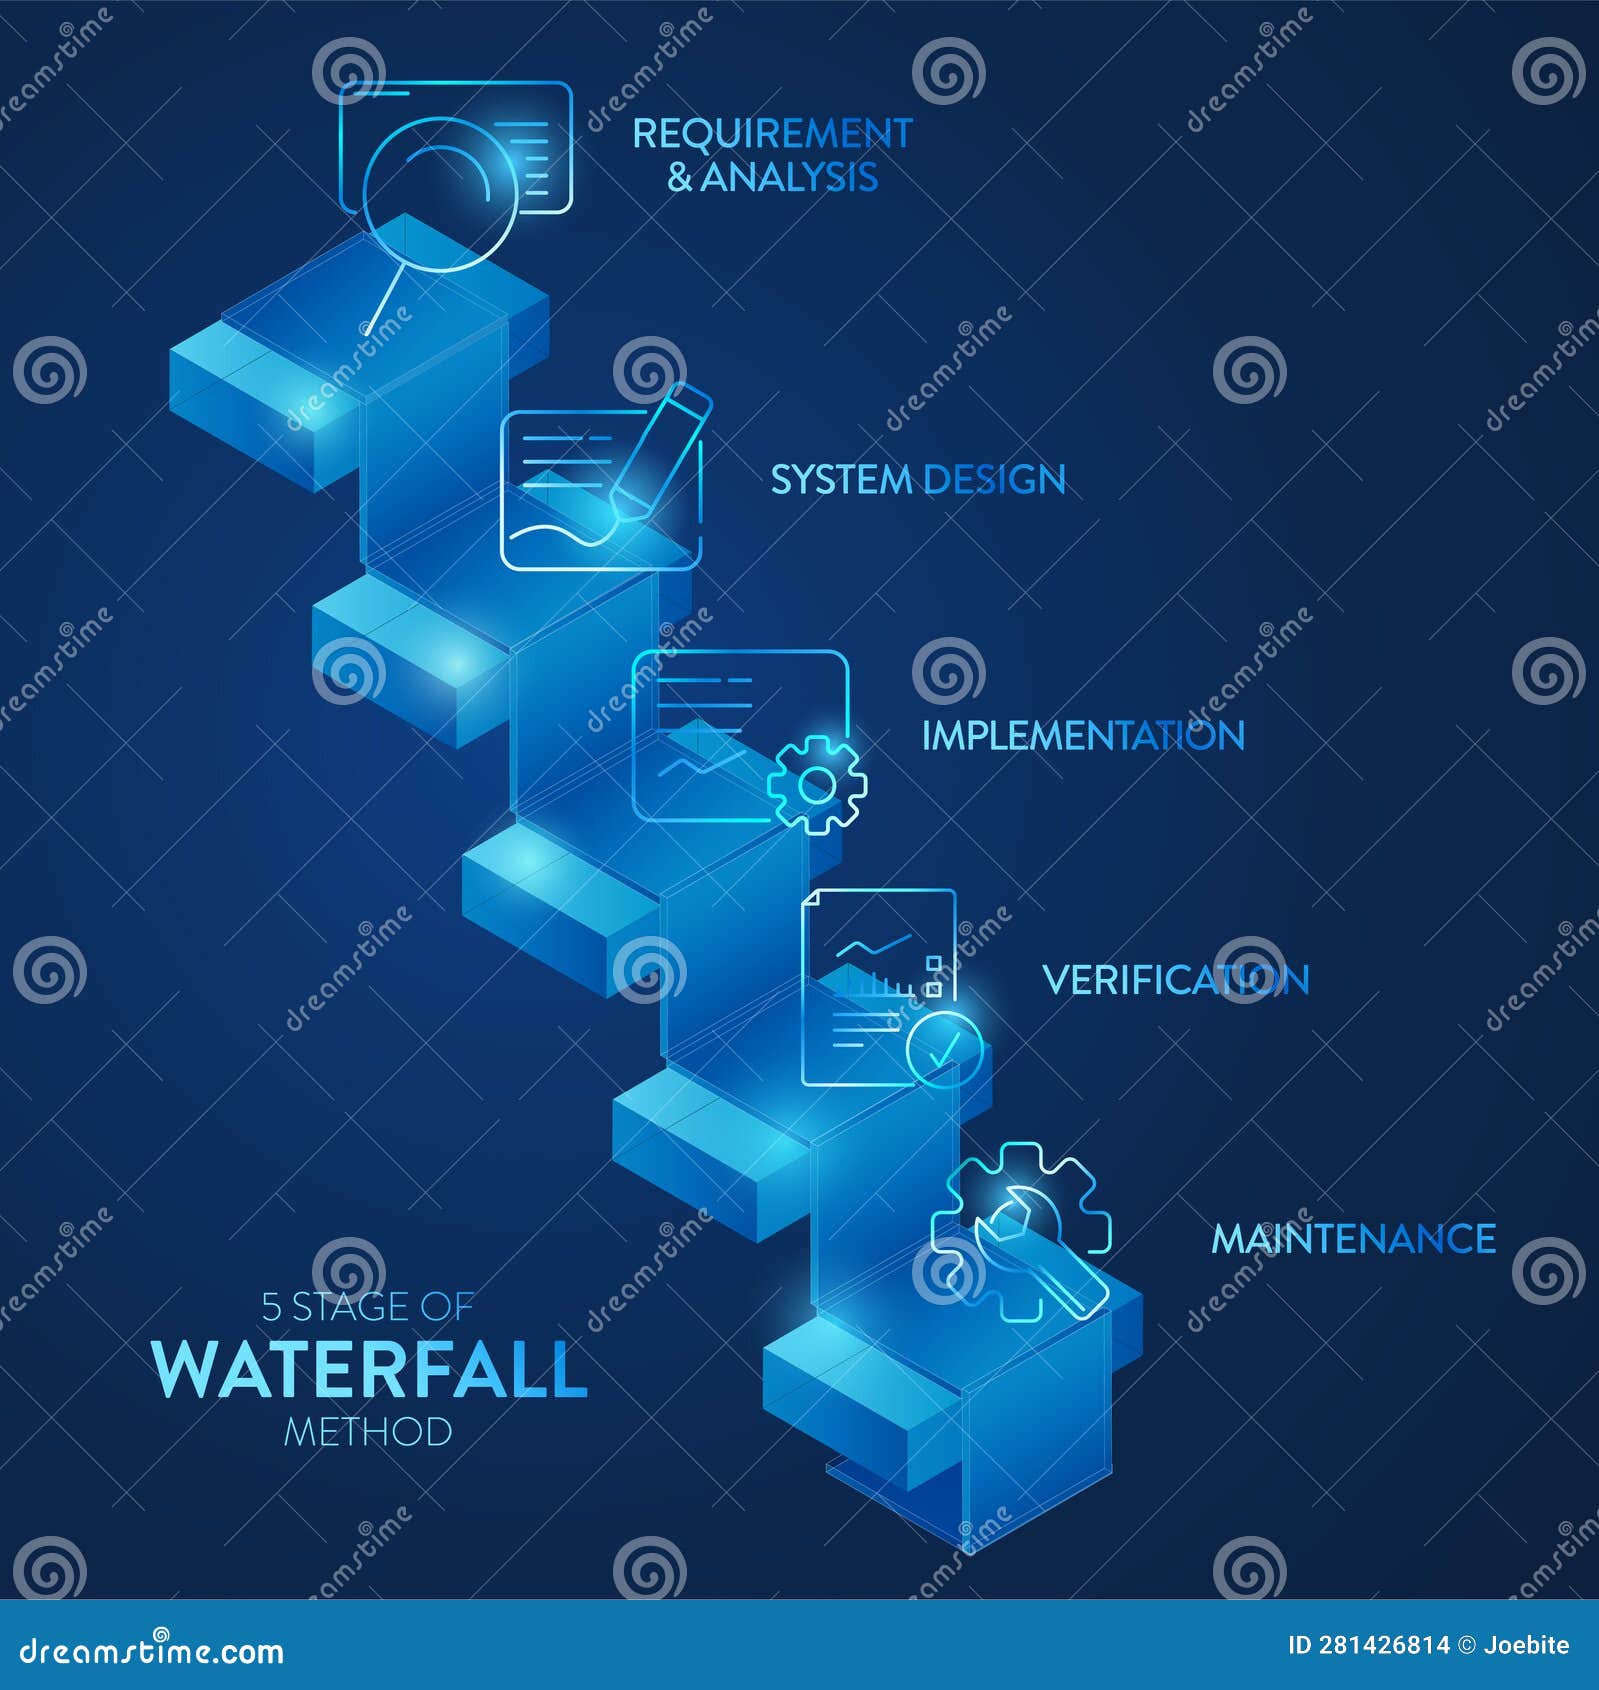 REQUIREMENT
& ANALYSIS
SYSTEM DESIGN
IMPLEMENTATION
VERIFICATION
MAINTENANCE
5 STAGE OF
WATERFALL
METHOD
dreamstime.com
ID 281426814 © Joebite